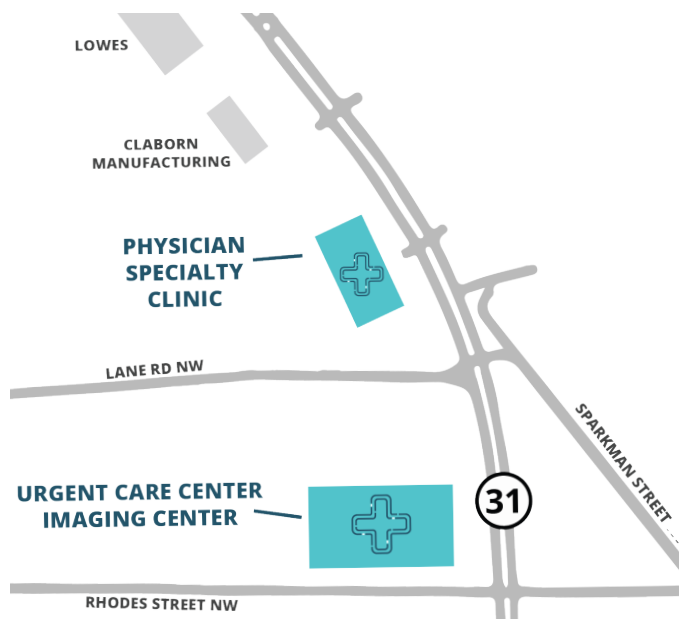 LOWES
CLABORN
MANUFACTURING
PHYSICIAN
SPECIALTY
CLINIC
LANE RD NW
SPARKMAN STREET
URGENT CARE CENTER
IMAGING CENTER
31
RHODES STREET NW